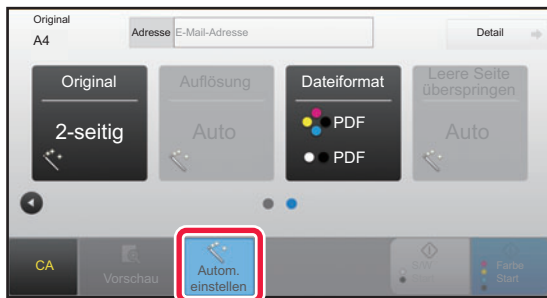 Original
A4
Adresse E-Mail-Adresse
Detail
Original
2-seitig
Auflösung
Auto
Dateiformat
PDF
PDF
Leere Seite
überspringen
Auto
CA
Vorschau
Autom.
einstellen
S/W
Start
Farbe
Start